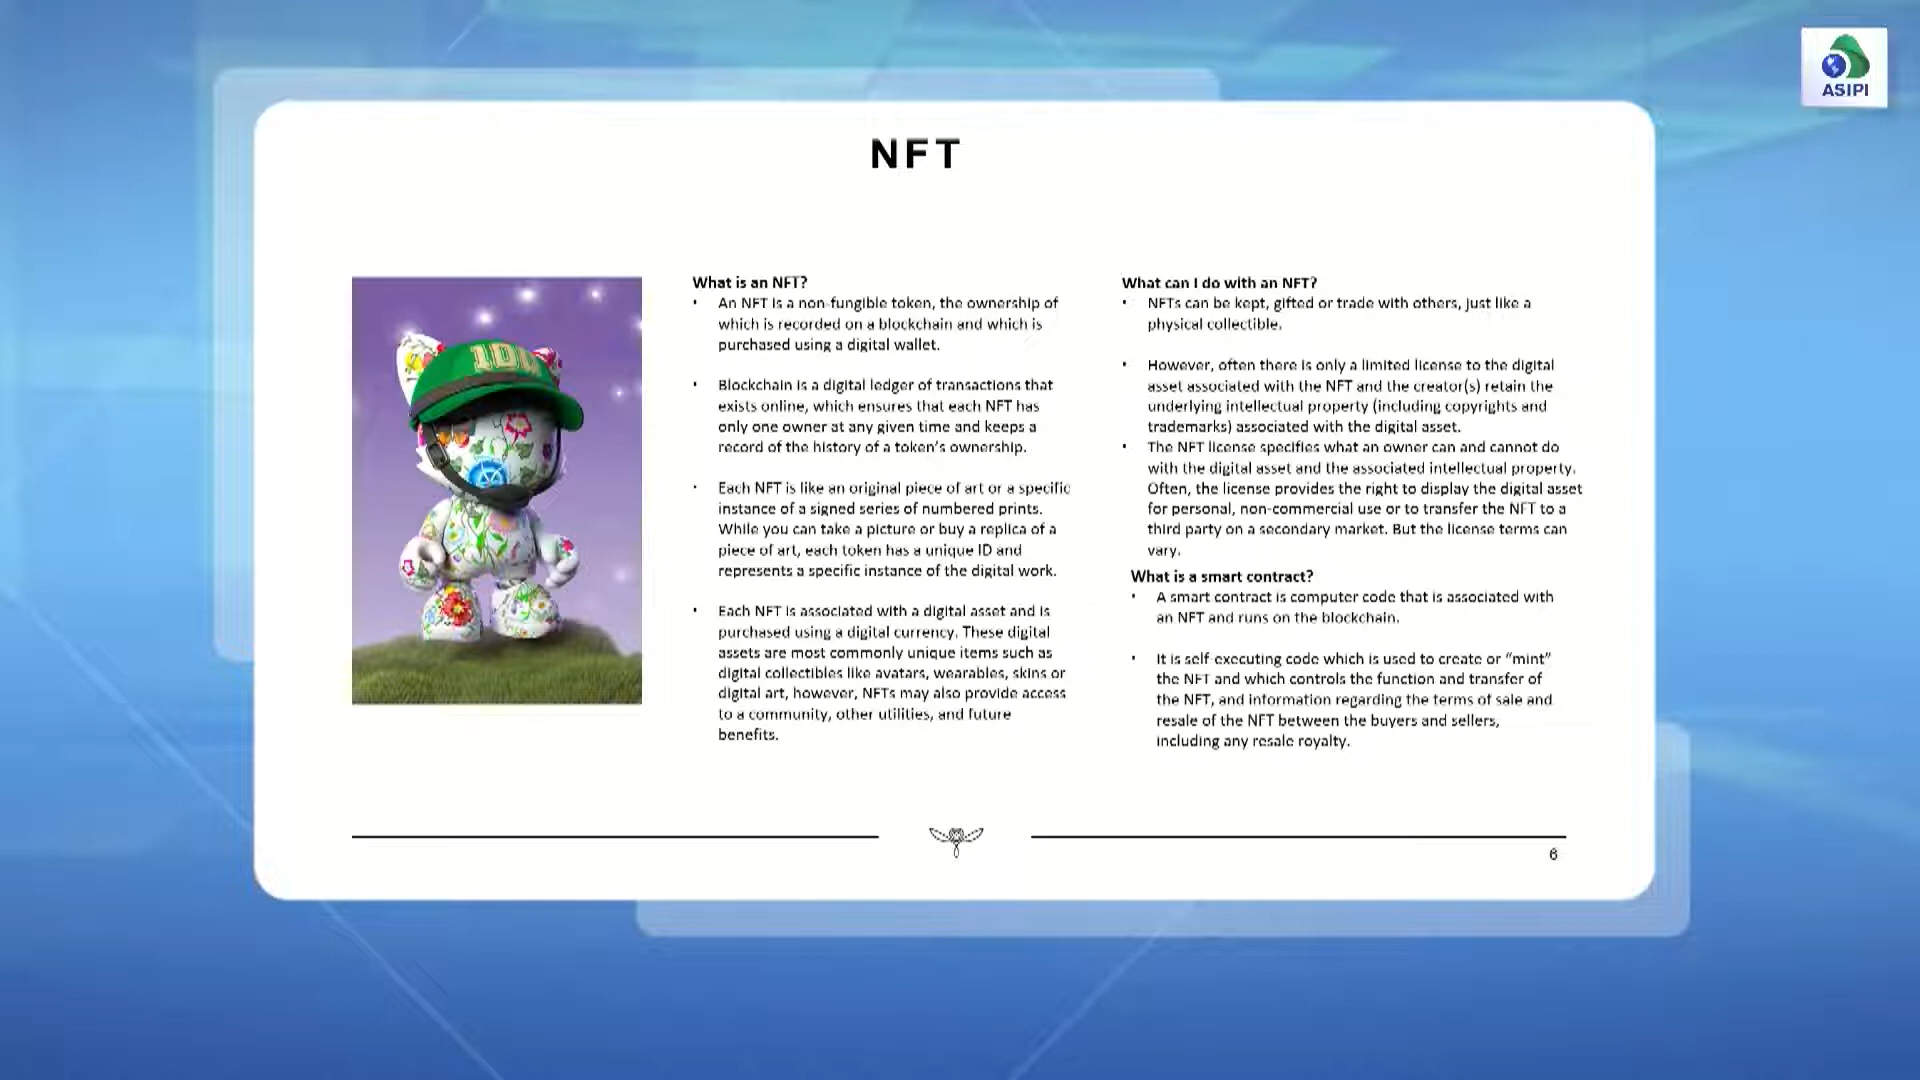 ASIPI
NFT
What is an NFT?
• An NFT is a non-fungible token, the ownership of
which is recorded on a blockchain and which is
purchased using a digital wallet.
• Blockchain is a digital ledger of transactions that
exists online, which ensures that each NFT has
only one owner at any given time and keeps a
record of the history of a token's ownership.
• Each NFT is like an original piece of art or a specific
instance of a signed series of numbered prints.
While you can take a picture or buy a replica of a
piece of art, each token has a unique ID and
represents a specific instance of the digital work.
• Each NFT is associated with a digital asset and is
purchased using a digital currency. These digital
assets are most commonly unique items such as
digital collectibles like avatars, wearables, skins or
digital art, however, NFTs may also provide access
to a community, other utilities, and future
benefits.
What can I do with an NFT?
• NFTs can be kept, gifted or trade with others, just like a
physical collectible.
• However, often there is only a limited license to the digital
asset associated with the NFT and the creator(s) retain the
underlying intellectual property (including copyrights and
trademarks) associated with the digital asset.
• The NFT license specifies what an owner can and cannot do
with the digital asset and the associated intellectual property.
Often, the license provides the right to display the digital asset
for personal, non-commercial use or to transfer the NFT to a
third party on a secondary market. But the license terms can
vary.
What is a smart contract?
• A smart contract is computer code that is associated with
an NFT and runs on the blockchain.
• It is self-executing code which is used to create or “mint”
the NFT and which controls the function and transfer of
the NFT, and information regarding the terms of sale and
resale of the NFT between the buyers and sellers,
including any resale royalty.
6